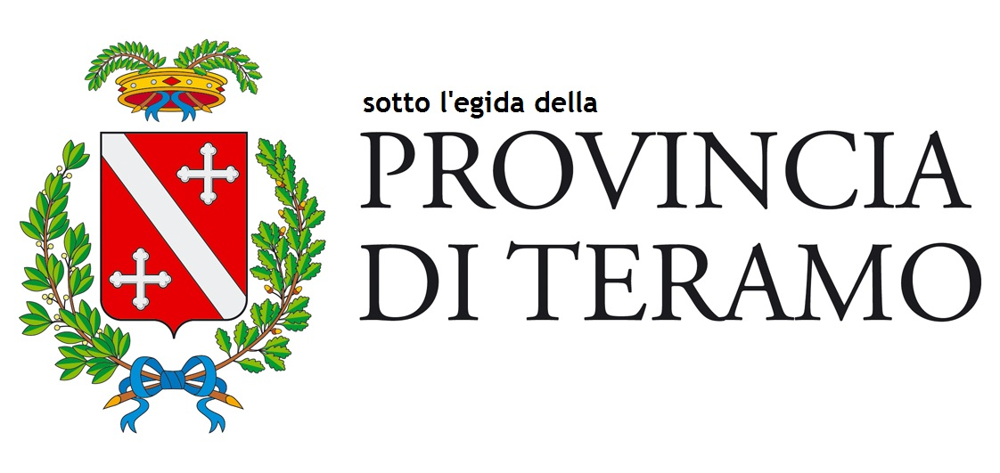 sotto l'egida della
PROVINCIA
DI TERAMO